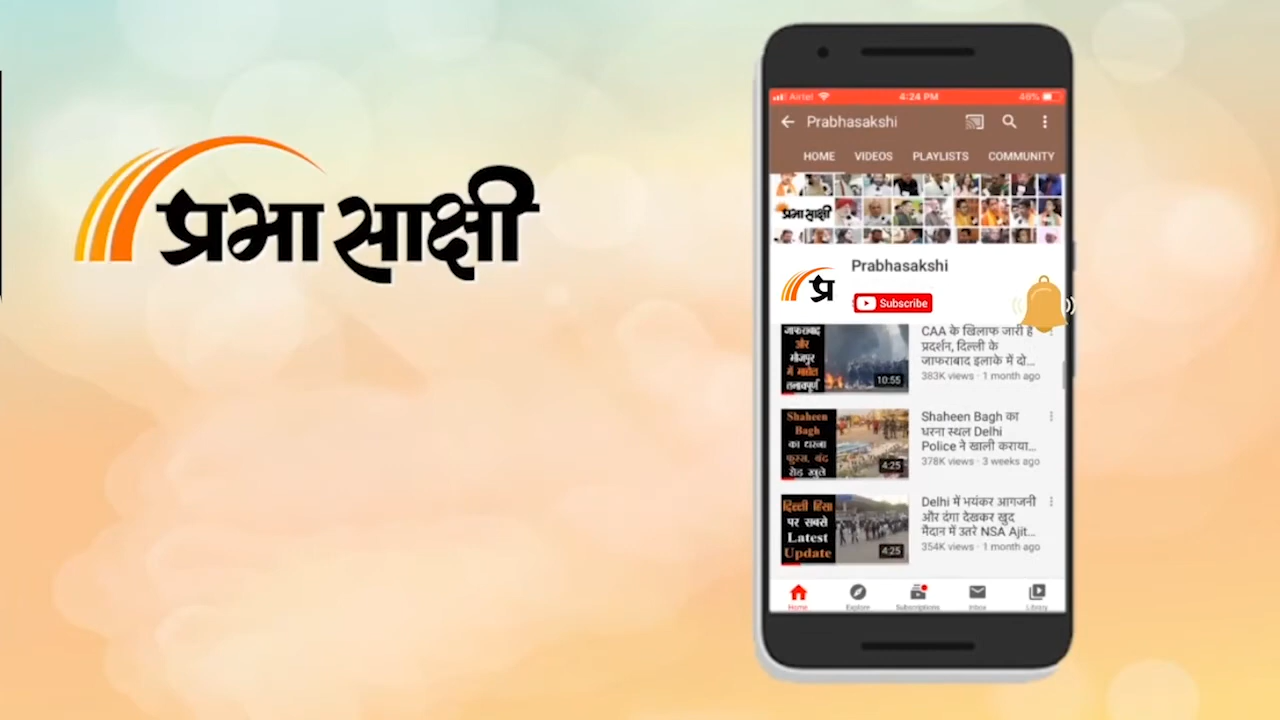 प्रभासाक्षी
Airtel 4:24 PM 46%
Prabhasakshi
HOME VIDEOS PLAYLISTS COMMUNITY
प्रभासाक्षी
Prabhasakshi
प्र
Subscribe
जाफराबाद
और
मौजपुर
में माहौल
तनावपूर्ण
10:55
CAA के खिलाफ जारी है
प्रदर्शन, दिल्ली के
जाफराबाद इलाके में दो...
383K views · 1 month ago
Shaheen
Bagh
का धरना
फुस्स, बंद
रोड खुले
4:25
Shaheen Bagh का
धरना स्थल Delhi
Police ने खाली कराया...
378K views · 3 weeks ago
दिल्ली हिंसा
पर सबसे
Latest
Update
4:25
Delhi में भयंकर आगजनी
और दंगा देखकर खुद
मैदान में उतरे NSA Ajit...
354K views · 1 month ago
Home Explore Subscriptions Inbox Library